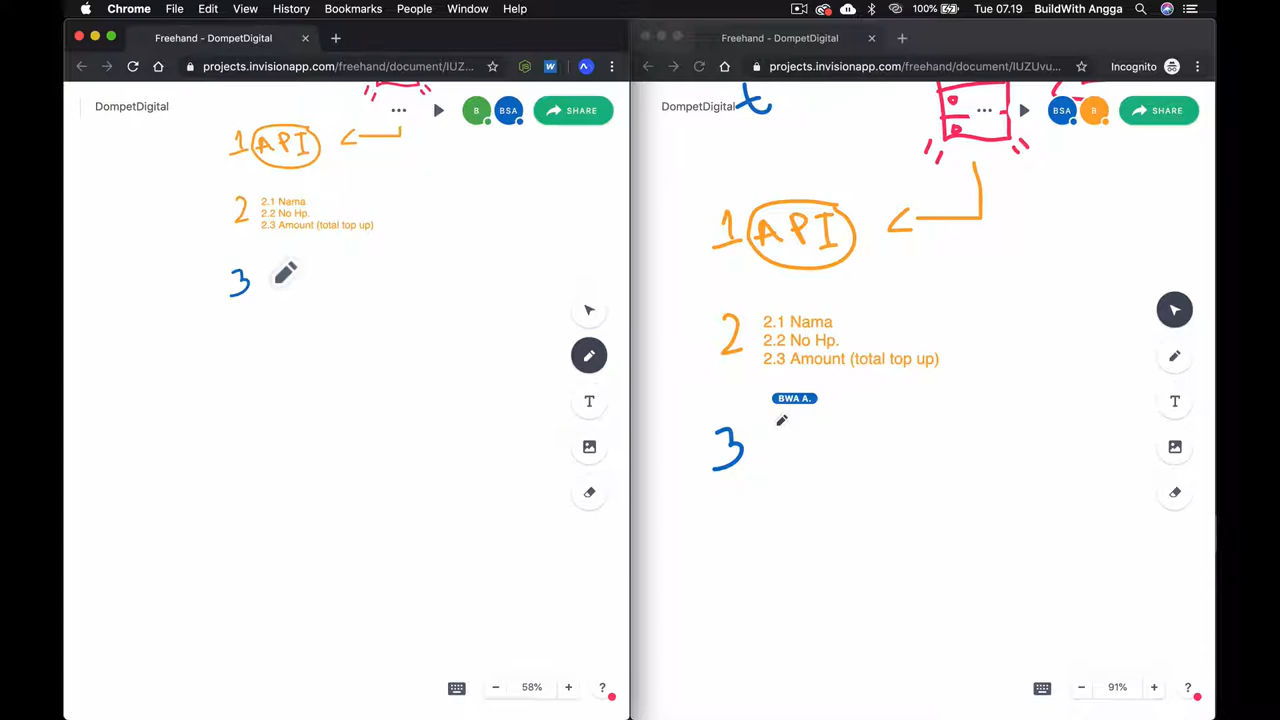 Chrome File Edit View History Bookmarks People Window Help 100% Tue 07.19 BuildWith Angga
Freehand - DompetDigital
projects.invisionapp.com/freehand/document/IUZ
DompetDigital
B BSA SHARE
1 API
2
2.1 Nama
2.2 No Hp.
2.3 Amount (total top up)
3
T
58%
?
Freehand - DompetDigital
projects.invisionapp.com/freehand/document/IUZUvu...
Incognito
DompetDigital t
BSA B SHARE
1 API
2
2.1 Nama
2.2 No Hp.
2.3 Amount (total top up)
BWA A.
3
T
91%
?